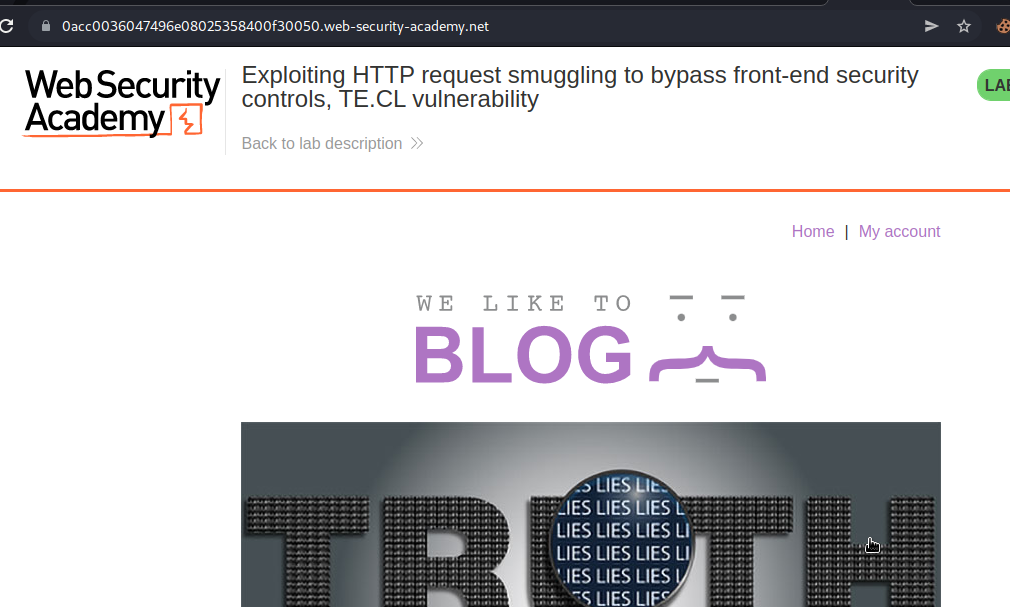 0acc0036047496e08025358400f30050.web-security-academy.net
Web Security
Academy
Exploiting HTTP request smuggling to bypass front-end security
controls, TE.CL vulnerability
Back to lab description
LAB
Home | My account
WE LIKE TO
BLOG
TRUTH
LIES LIES LIES
LIES LIES LIES LIES
LIES LIES LIES LIES
LIES LIES LIES LIES
LIES LIES LIES L